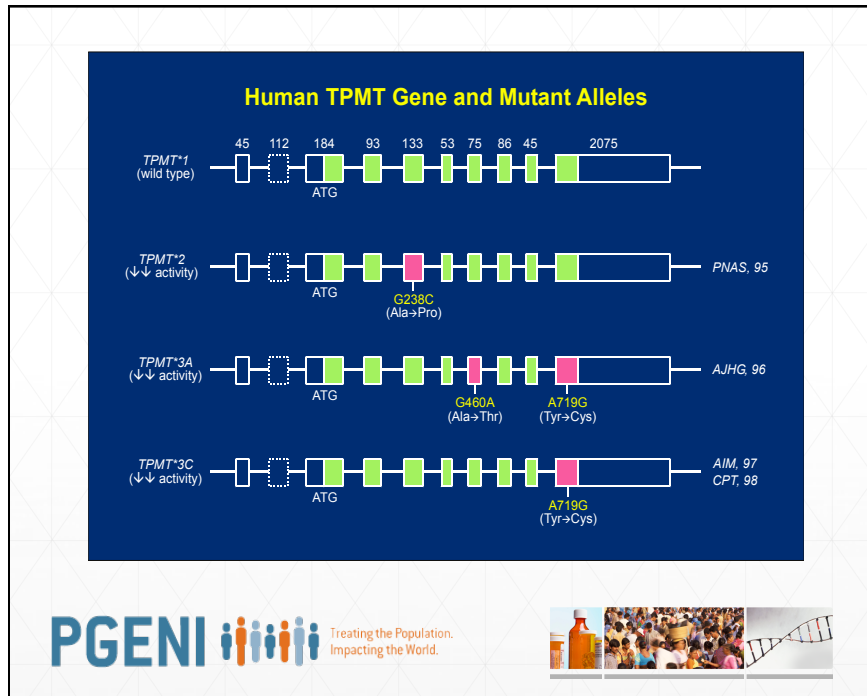 Human TPMT Gene and Mutant Alleles
45 112 184 93 133 53 75 86 45 2075
TPMT*1
(wild type)
ATG
TPMT*2
(↓↓ activity)
PNAS, 95
ATG
G238C
(Ala→Pro)
TPMT*3A
(↓↓ activity)
AJHG, 96
ATG
G460A
(Ala→Thr)
A719G
(Tyr→Cys)
TPMT*3C
(↓↓ activity)
AIM, 97
CPT, 98
ATG
A719G
(Tyr→Cys)
PGENI
Treating the Population.
Impacting the World.